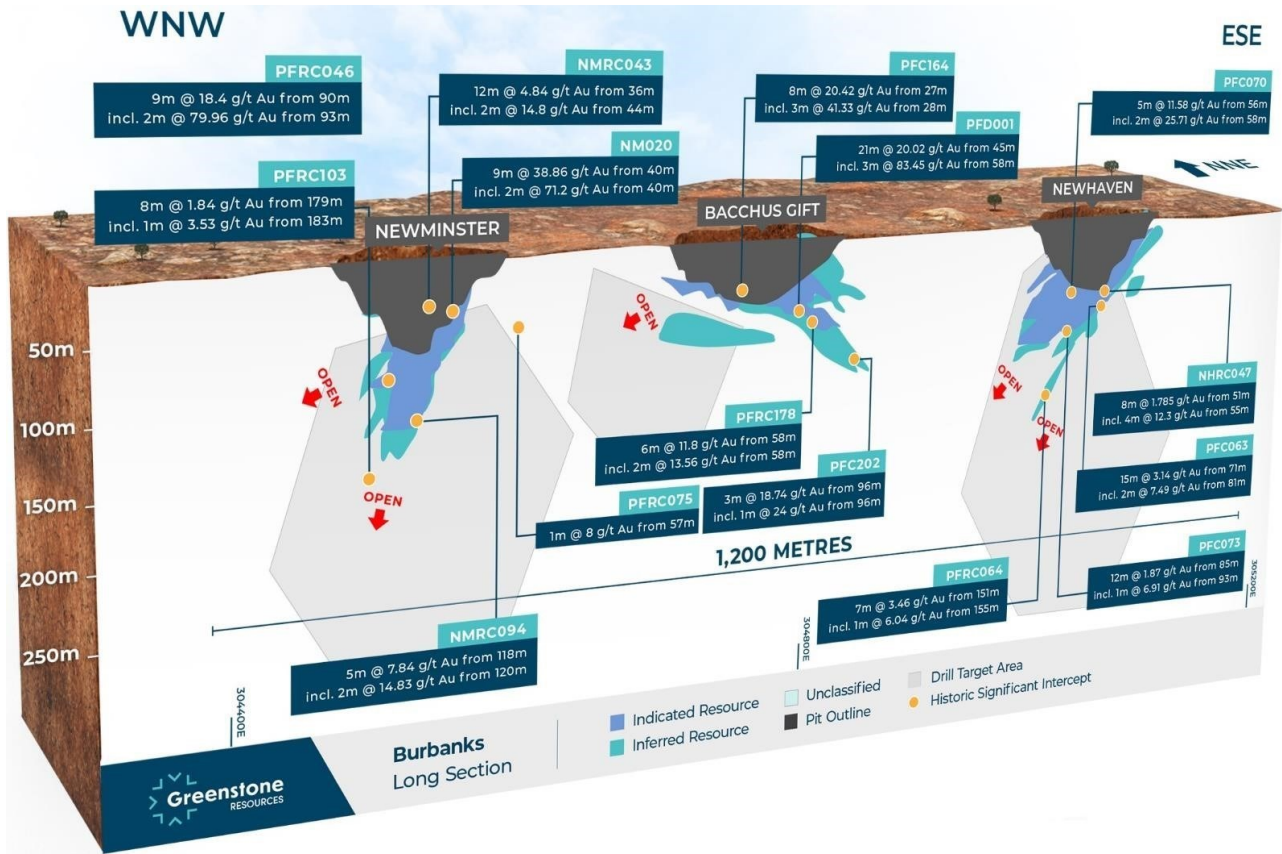 WNW
ESE
PFRC046
9m @ 18.4 g/t Au from 90m
incl. 2m @ 79.96 g/t Au from 93m
NMRC043
12m @ 4.84 g/t Au from 36m
incl. 2m @ 14.8 g/t Au from 44m
PFC164
8m @ 20.42 g/t Au from 27m
incl. 3m @ 41.33 g/t Au from 28m
PFC070
5m @ 11.58 g/t Au from 56m
incl. 2m @ 25.71 g/t Au from 58m
NM020
9m @ 38.86 g/t Au from 40m
incl. 2m @ 71.2 g/t Au from 40m
PFD001
21m @ 20.02 g/t Au from 45m
incl. 3m @ 83.45 g/t Au from 58m
NNE
PFRC103
8m @ 1.84 g/t Au from 179m
incl. 1m @ 3.53 g/t Au from 183m
NEWMINSTER
BACCHUS GIFT
NEWHAVEN
50m
100m
150m
200m
250m
OPEN
OPEN
OPEN
OPEN
OPEN
NHRC047
8m @ 1.785 g/t Au from 51m
incl. 4m @ 12.3 g/t Au from 55m
PFRC178
6m @ 11.8 g/t Au from 58m
incl. 2m @ 13.56 g/t Au from 58m
PFC202
3m @ 18.74 g/t Au from 96m
incl. 1m @ 24 g/t Au from 96m
PFC063
15m @ 3.14 g/t Au from 71m
incl. 2m @ 7.49 g/t Au from 81m
PFRC075
1m @ 8 g/t Au from 57m
1,200 METRES
PFC073
12m @ 1.87 g/t Au from 85m
incl. 1m @ 6.91 g/t Au from 93m
PFRC064
7m @ 3.46 g/t Au from 151m
incl. 1m @ 6.04 g/t Au from 155m
NMRC094
5m @ 7.84 g/t Au from 118m
incl. 2m @ 14.83 g/t Au from 120m
304400E
304800E
305200E
Greenstone
RESOURCES
Burbanks
Long Section
Indicated Resource
Inferred Resource
Unclassified
Pit Outline
Drill Target Area
Historic Significant Intercept